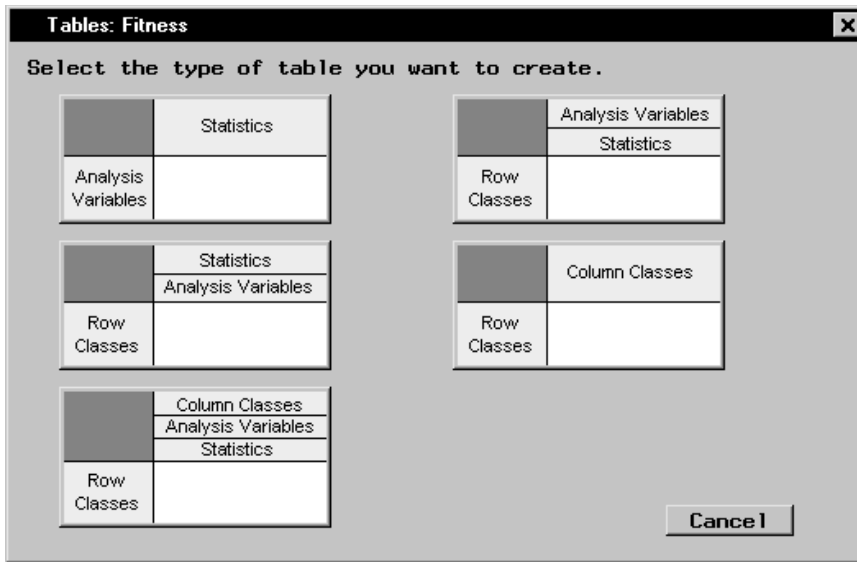 Tables: Fitness
Select the type of table you want to create.
Statistics
Analysis
Variables
Analysis Variables
Statistics
Row
Classes
Statistics
Analysis Variables
Row
Classes
Column Classes
Row
Classes
Column Classes
Analysis Variables
Statistics
Row
Classes
Cancel